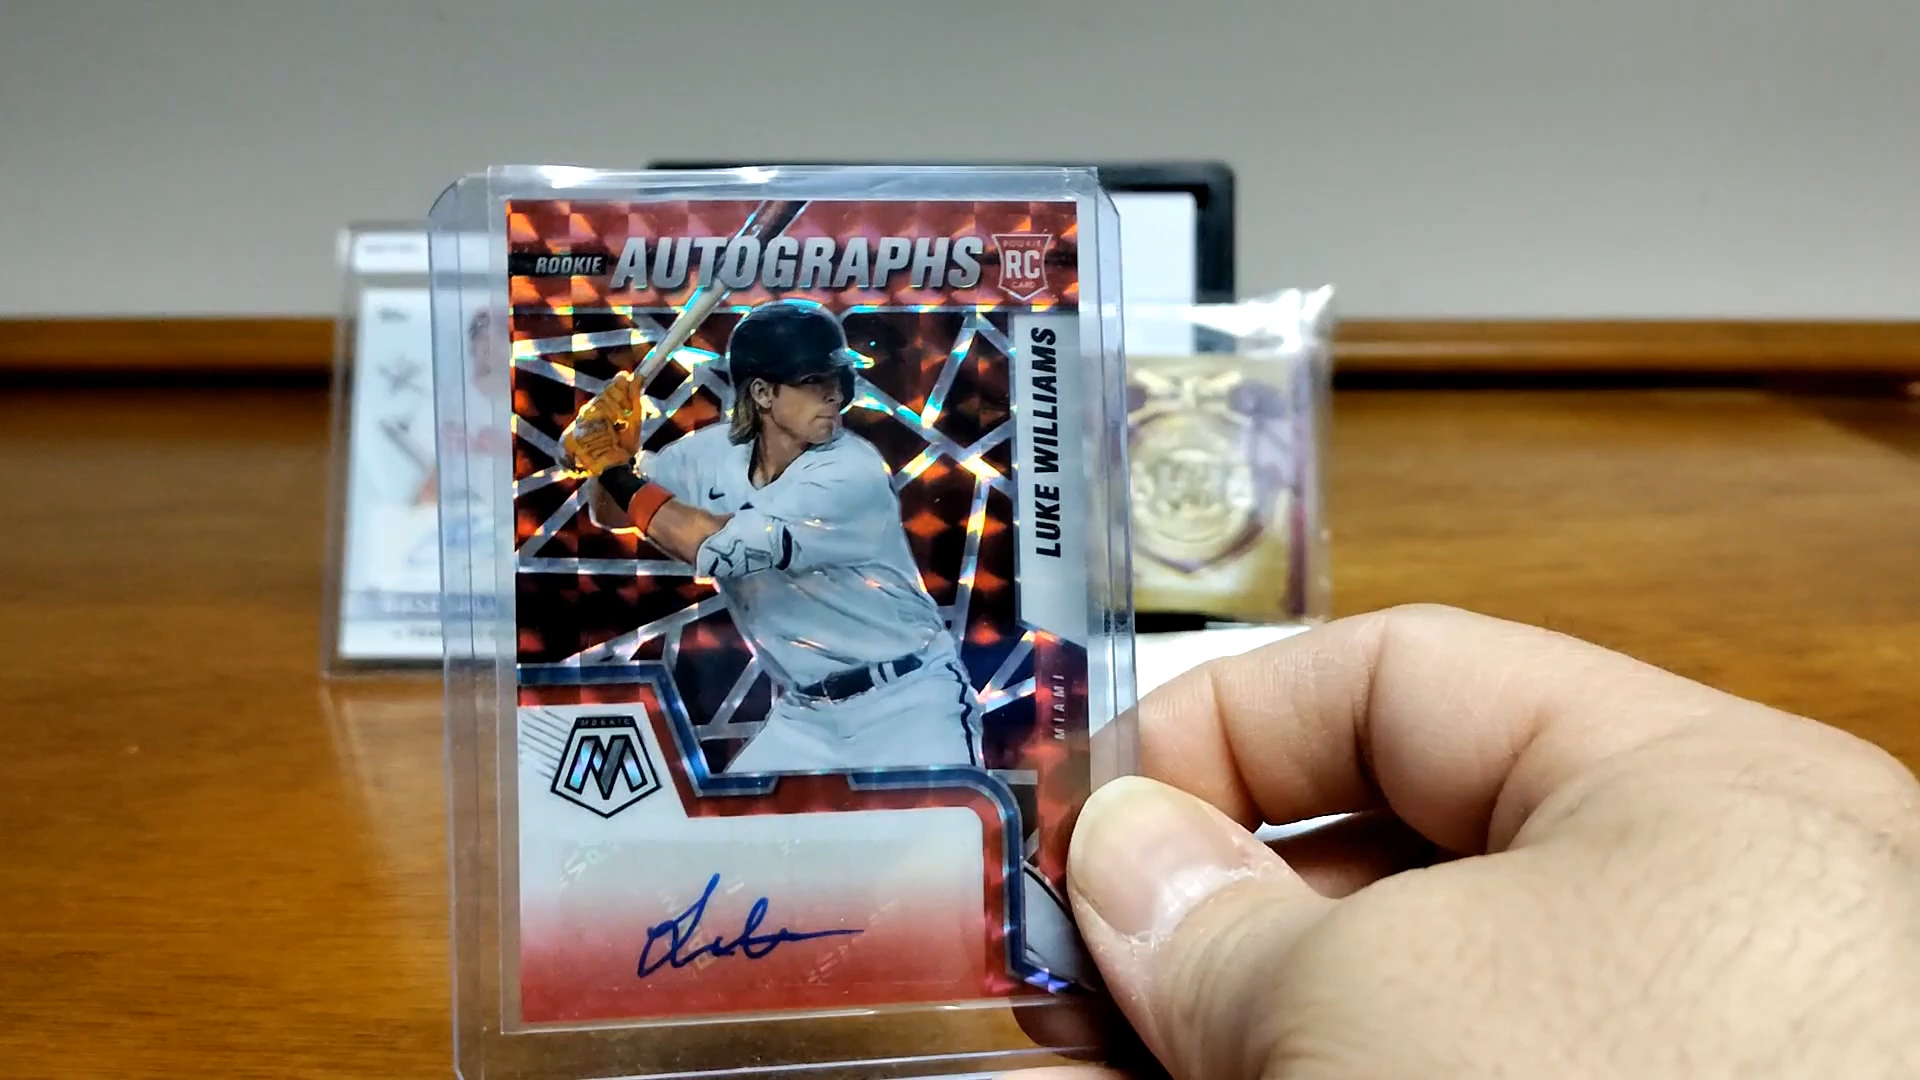 ROOKIE AUTOGRAPHS
ROOKIE
RC
CARD
LUKE WILLIAMS
MIAMI
MOSAIC
M